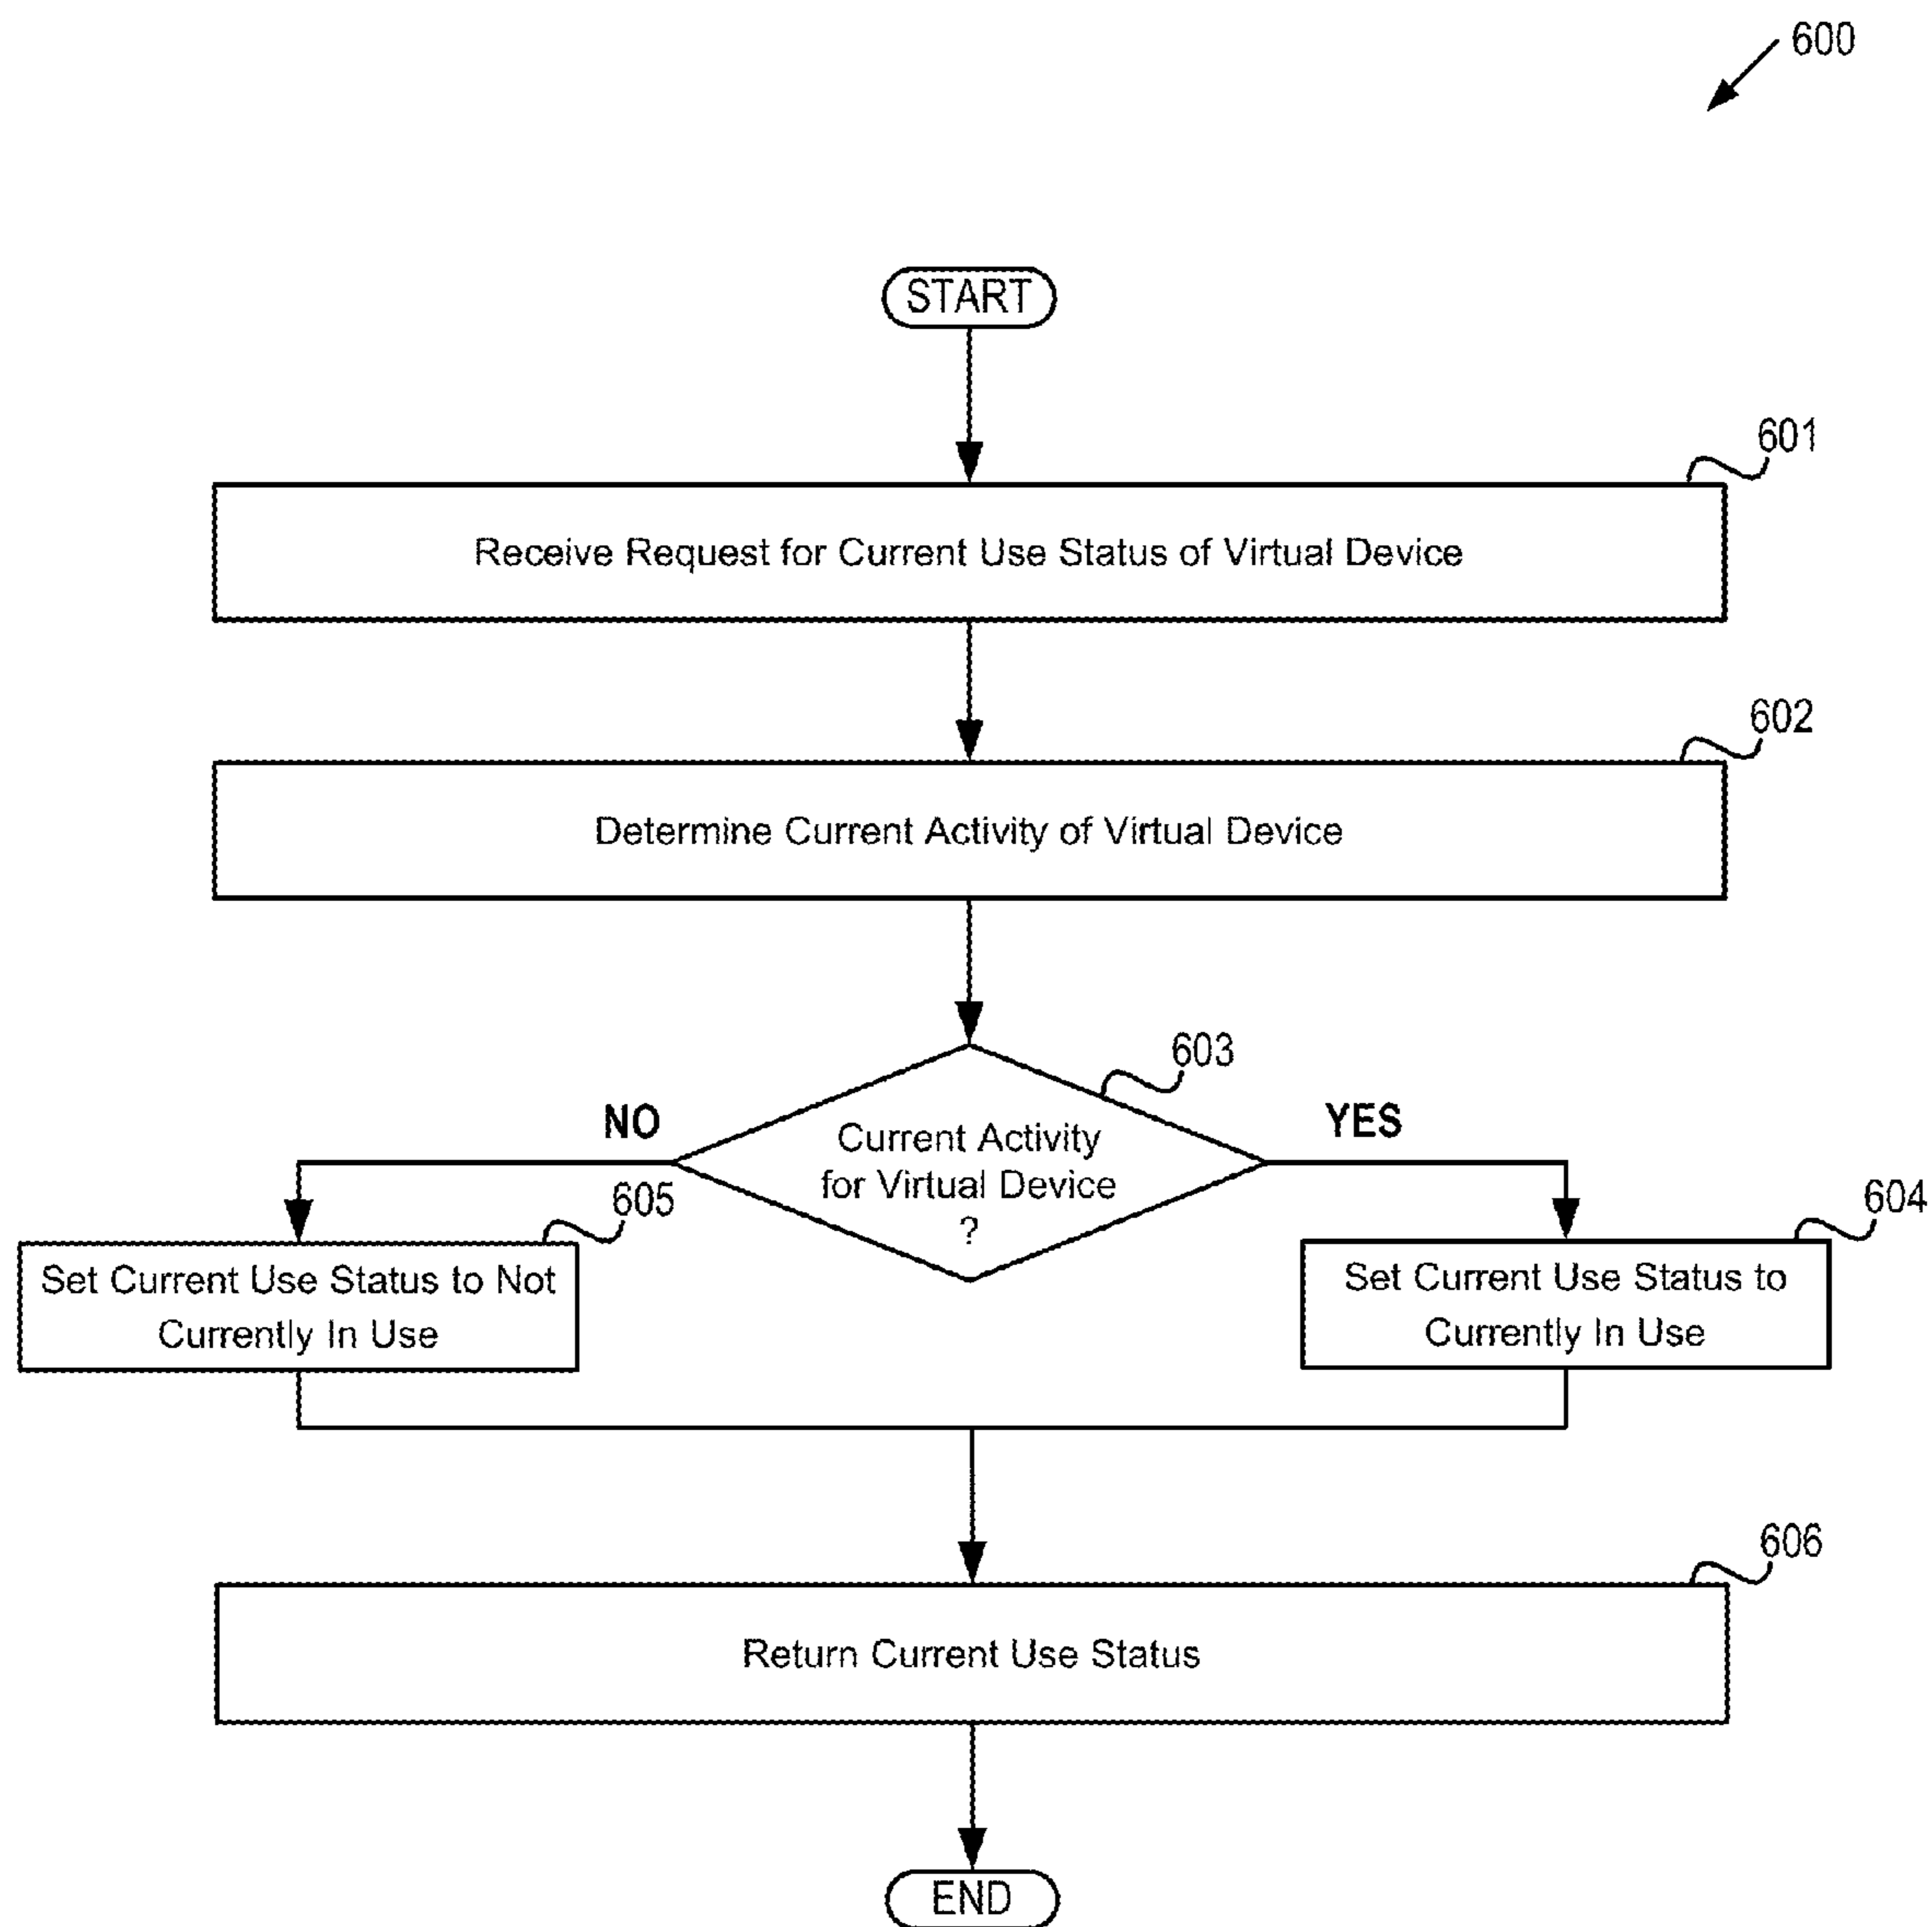 600
START
601
Receive Request for Current Use Status of Virtual Device
602
Determine Current Activity of Virtual Device
603
NO
YES
Current Activity
for Virtual Device
?
605
604
Set Current Use Status to Not
Currently In Use
Set Current Use Status to
Currently In Use
606
Return Current Use Status
END